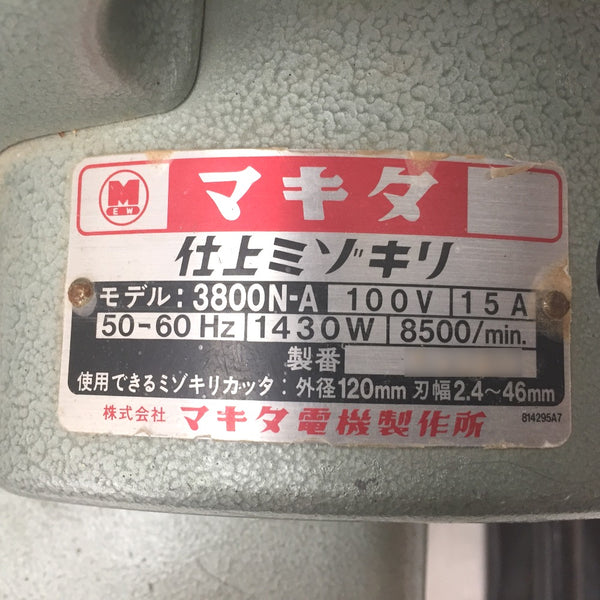 M
E W
マキタ
仕上ミゾキリ
モデル：3800N-A 100V 15A
50-60Hz 1430W 8500/min.
製番
使用できるミゾキリカッタ：外径120mm 刃幅2.4～46mm
株式会社 マキタ電機製作所 814295A7